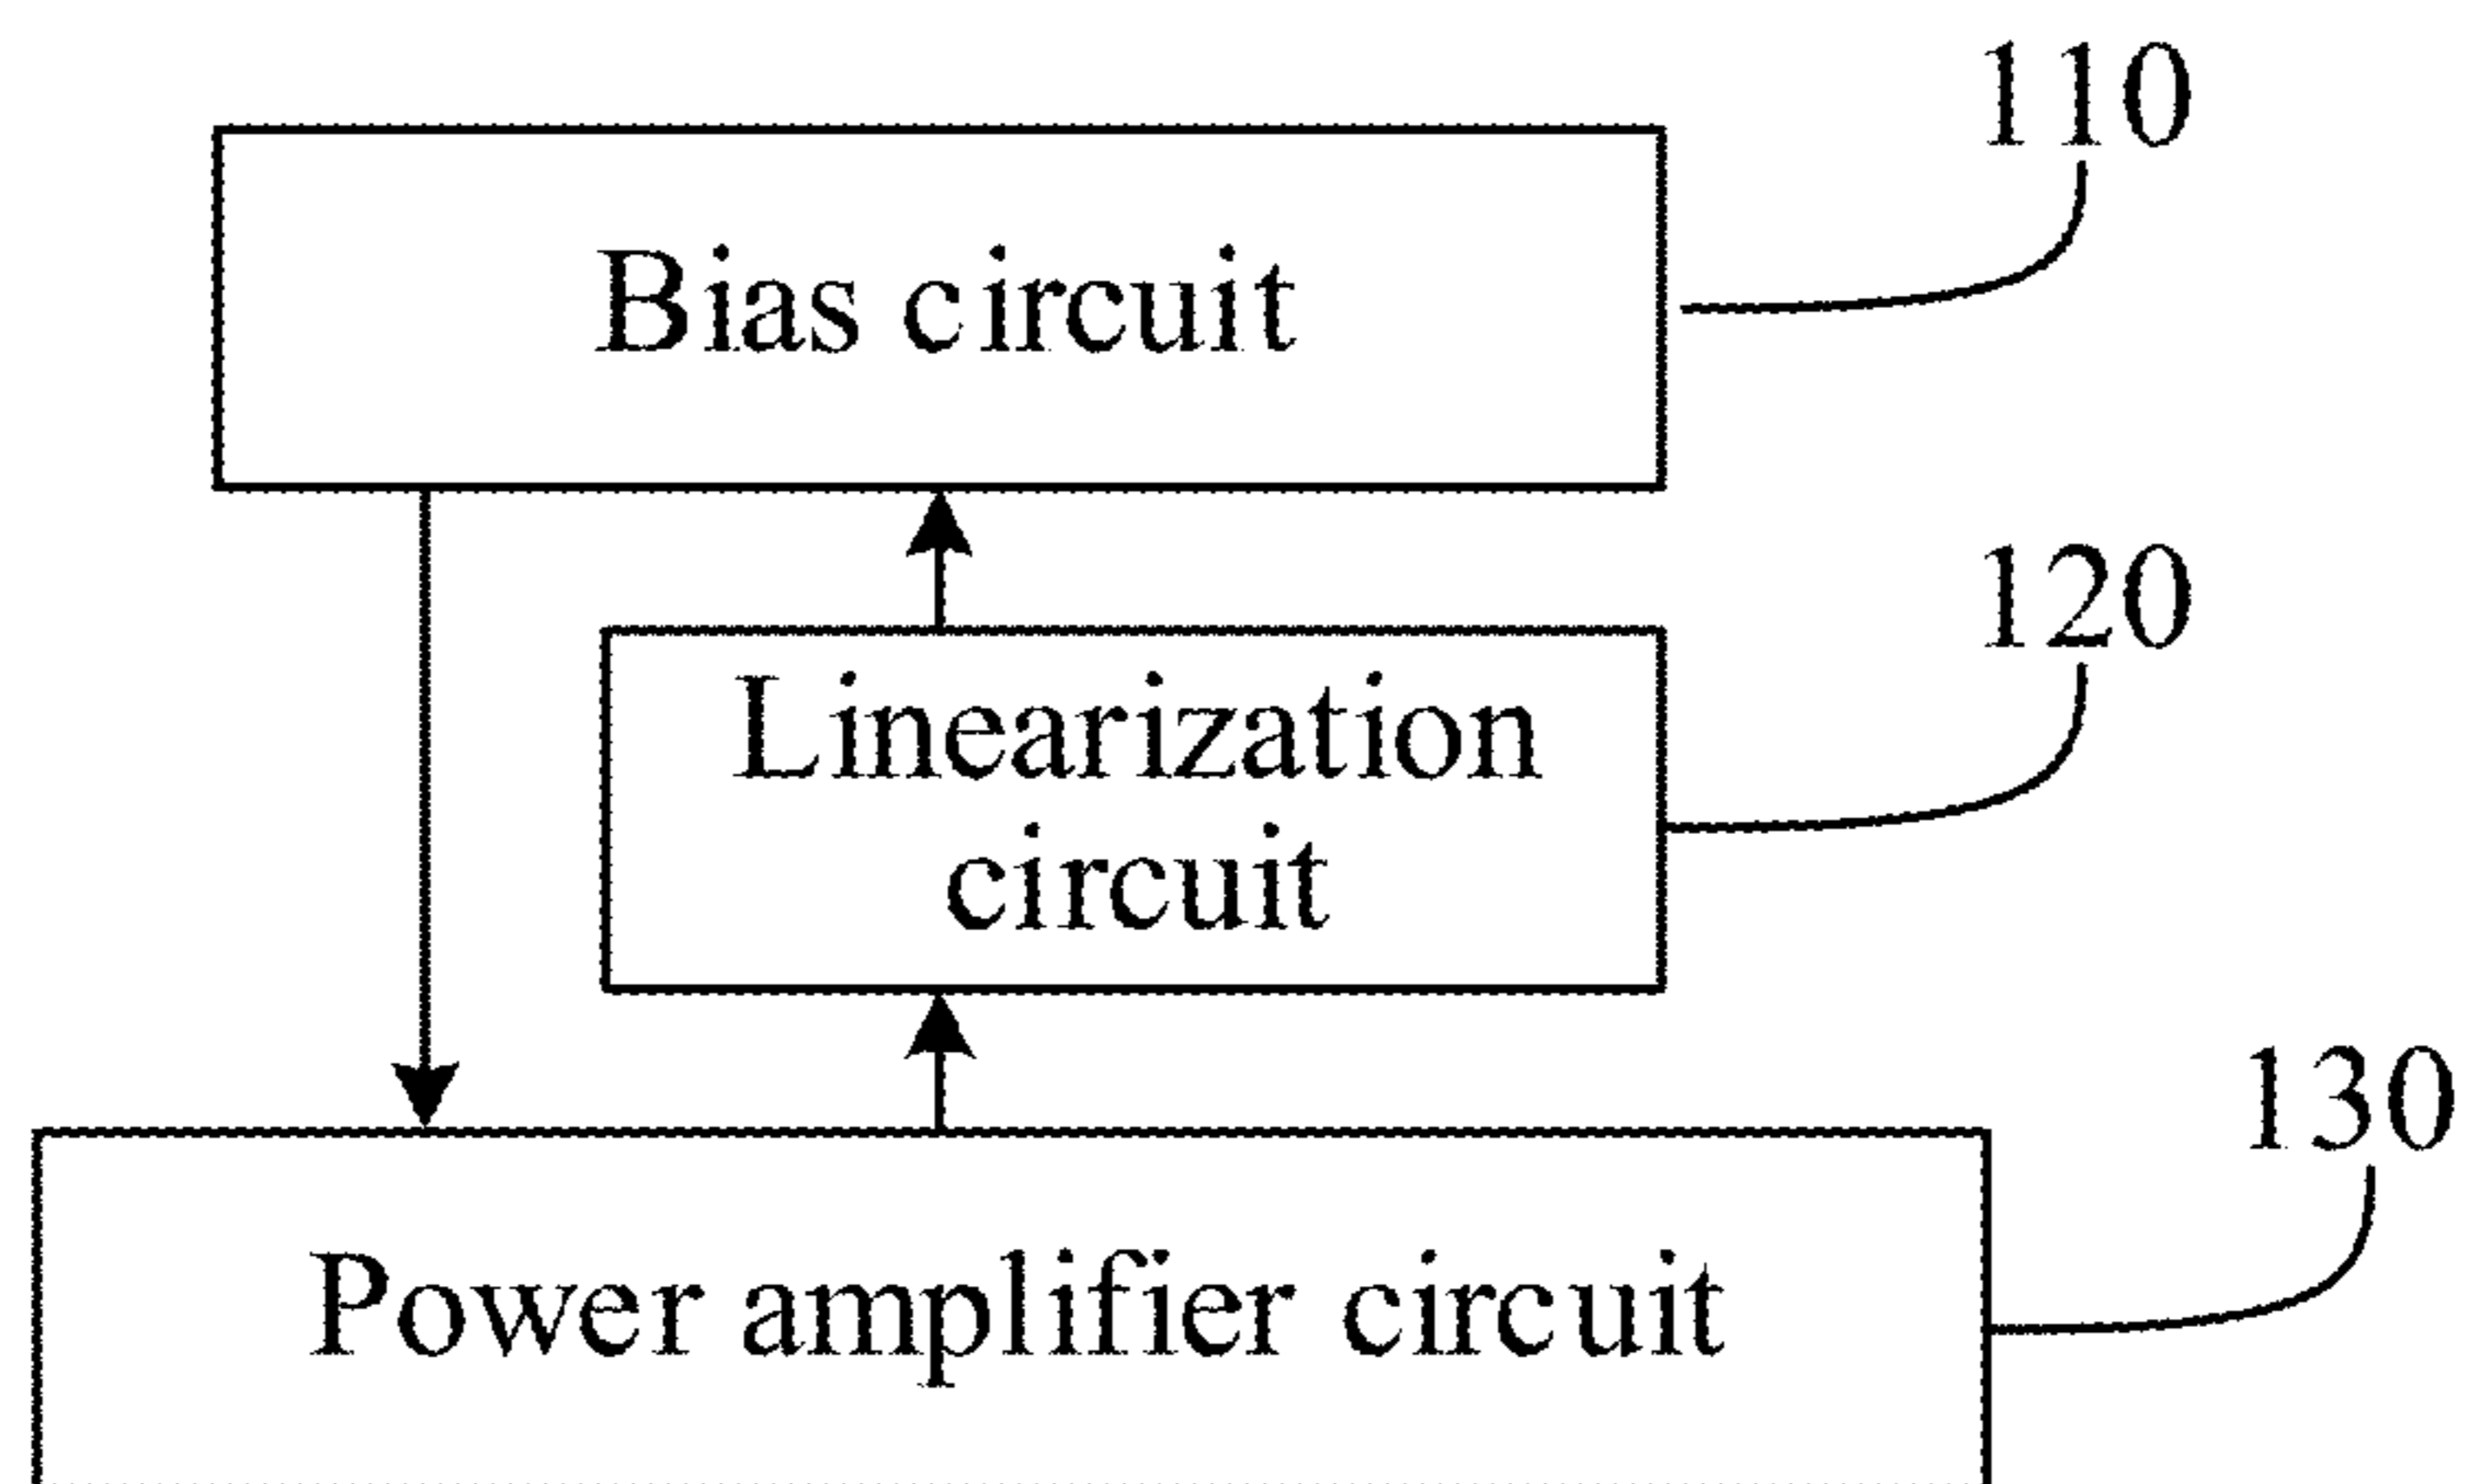 110
Bias circuit
120
Linearization
circuit
130
Power amplifier circuit